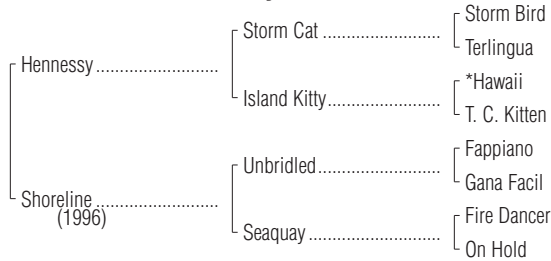 Storm Bird
Storm Cat ..........................
Terlingua
Hennessy ..........................
*Hawaii
Island Kitty........................
T. C. Kitten
Fappiano
Unbridled..........................
Gana Facil
Shoreline ..........................
(1996)
Fire Dancer
Seaquay ............................
On Hold